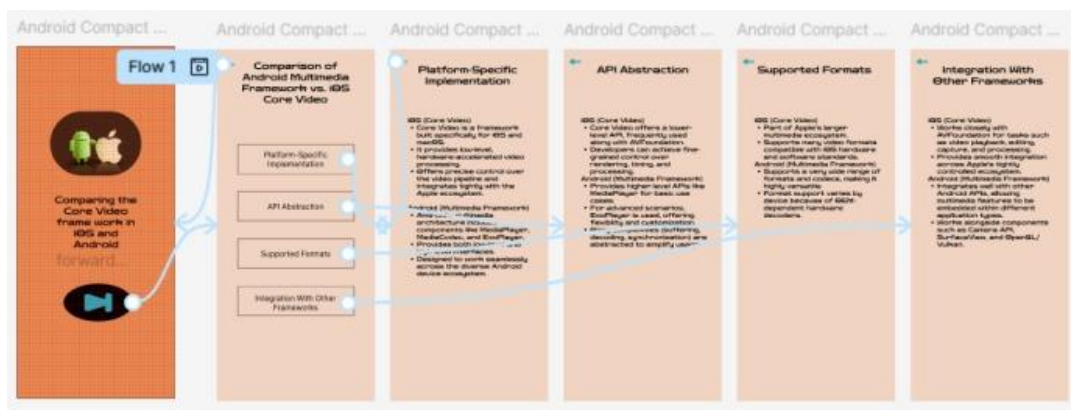 Android Compact ...
Flow 1
Comparing the
Core Video
frame work in
iOS and
Android
forward...
Android Compact ...
Comparison of
Android Multimedia
Framework vs. iOS
Core Video
Platform-Specific
Implementation
API Abstraction
Supported Formats
Integration With Other
Frameworks
Android Compact ...
Platform-Specific
Implementation
iOS (Core Video)
• Core Video is a framework
built specifically for iOS and
macOS.
• It provides low-level,
hardware-accelerated video
processing.
• Offers precise control over
the video pipeline and
integrates tightly with the
Apple ecosystem.
Android (Multimedia Framework)
• multimedia
architecture
components like MediaPlayer,
MediaCodec, and ExoPlayer.
• Provides both
interfaces.
• Designed to work seamlessly
across the diverse Android
device ecosystem.
Android Compact ...
API Abstraction
iOS (Core Video)
• Core Video offers a lower-
level API, frequently used
along with AVFoundation.
• Developers can achieve fine-
grained control over
rendering, timing, and
processing.
Android (Multimedia Framework)
• Provides higher level APIs like
MediaPlayer for basic use
cases.
• For advanced scenarios,
ExoPlayer is used, offering
flexibility and customization.
• (buffering,
decoding, synchronization) are
abstracted to simplify
Android Compact ...
Supported Formats
iOS (Core Video)
• Part of Apple's larger
multimedia ecosystem.
• Supports many video formats
compatible with iOS hardware
and software standards.
Android (Multimedia Framework)
• Supports a very wide range of
formats and codecs, making it
highly versatile.
• Format support varies by
device because of OEM-
dependent hardware
decoders.
Android Compact ...
Integration With
Other Frameworks
iOS (Core Video)
• Works closely with
AVFoundation for tasks such
as video playback, editing,
capture, and processing.
• Provides smooth integration
across Apple's tightly
controlled ecosystem.
Android (Multimedia Framework)
• Integrates well with other
Android APIs, allowing
multimedia features to be
embedded within different
application types.
• Works alongside components
such as Camera API,
SurfaceView, and OpenGL/
Vulkan.